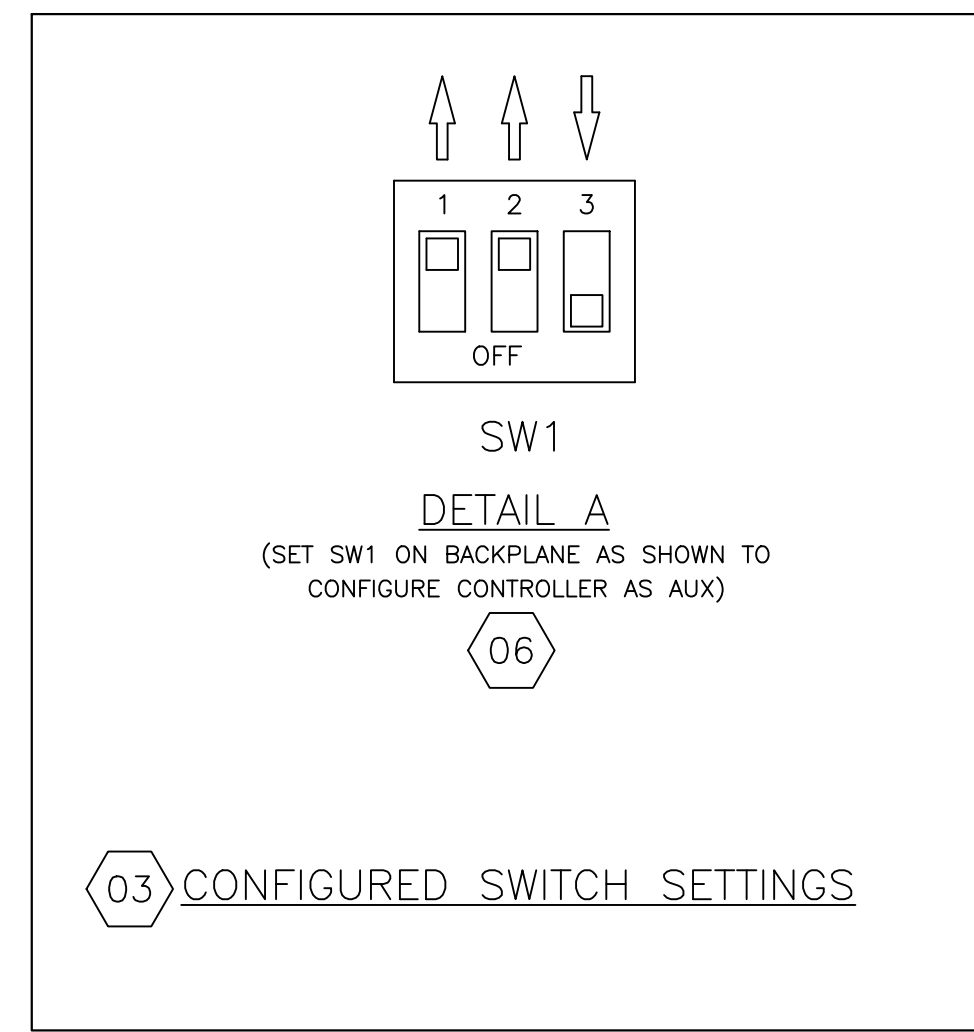 1 2 3
OFF
SW1
DETAIL A
(SET SW1 ON BACKPLANE AS SHOWN TO
CONFIGURE CONTROLLER AS AUX)
06
03 CONFIGURED SWITCH SETTINGS